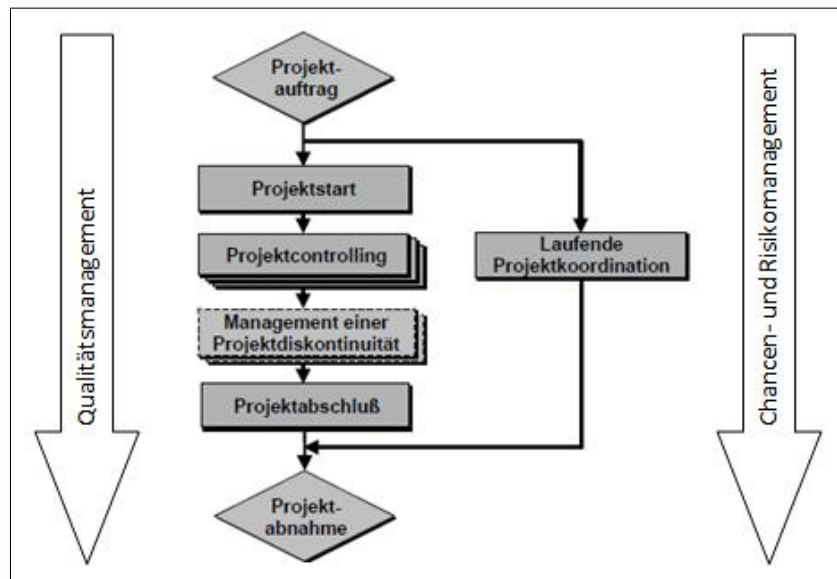 Qualitätsmanagement
Projekt-
auftrag
Projektstart
Projektcontrolling
Management einer
Projektdiskontinuität
Projektabschluß
Projekt-
abnahme
Laufende
Projektkoordination
Chancen- und Risikomanagement